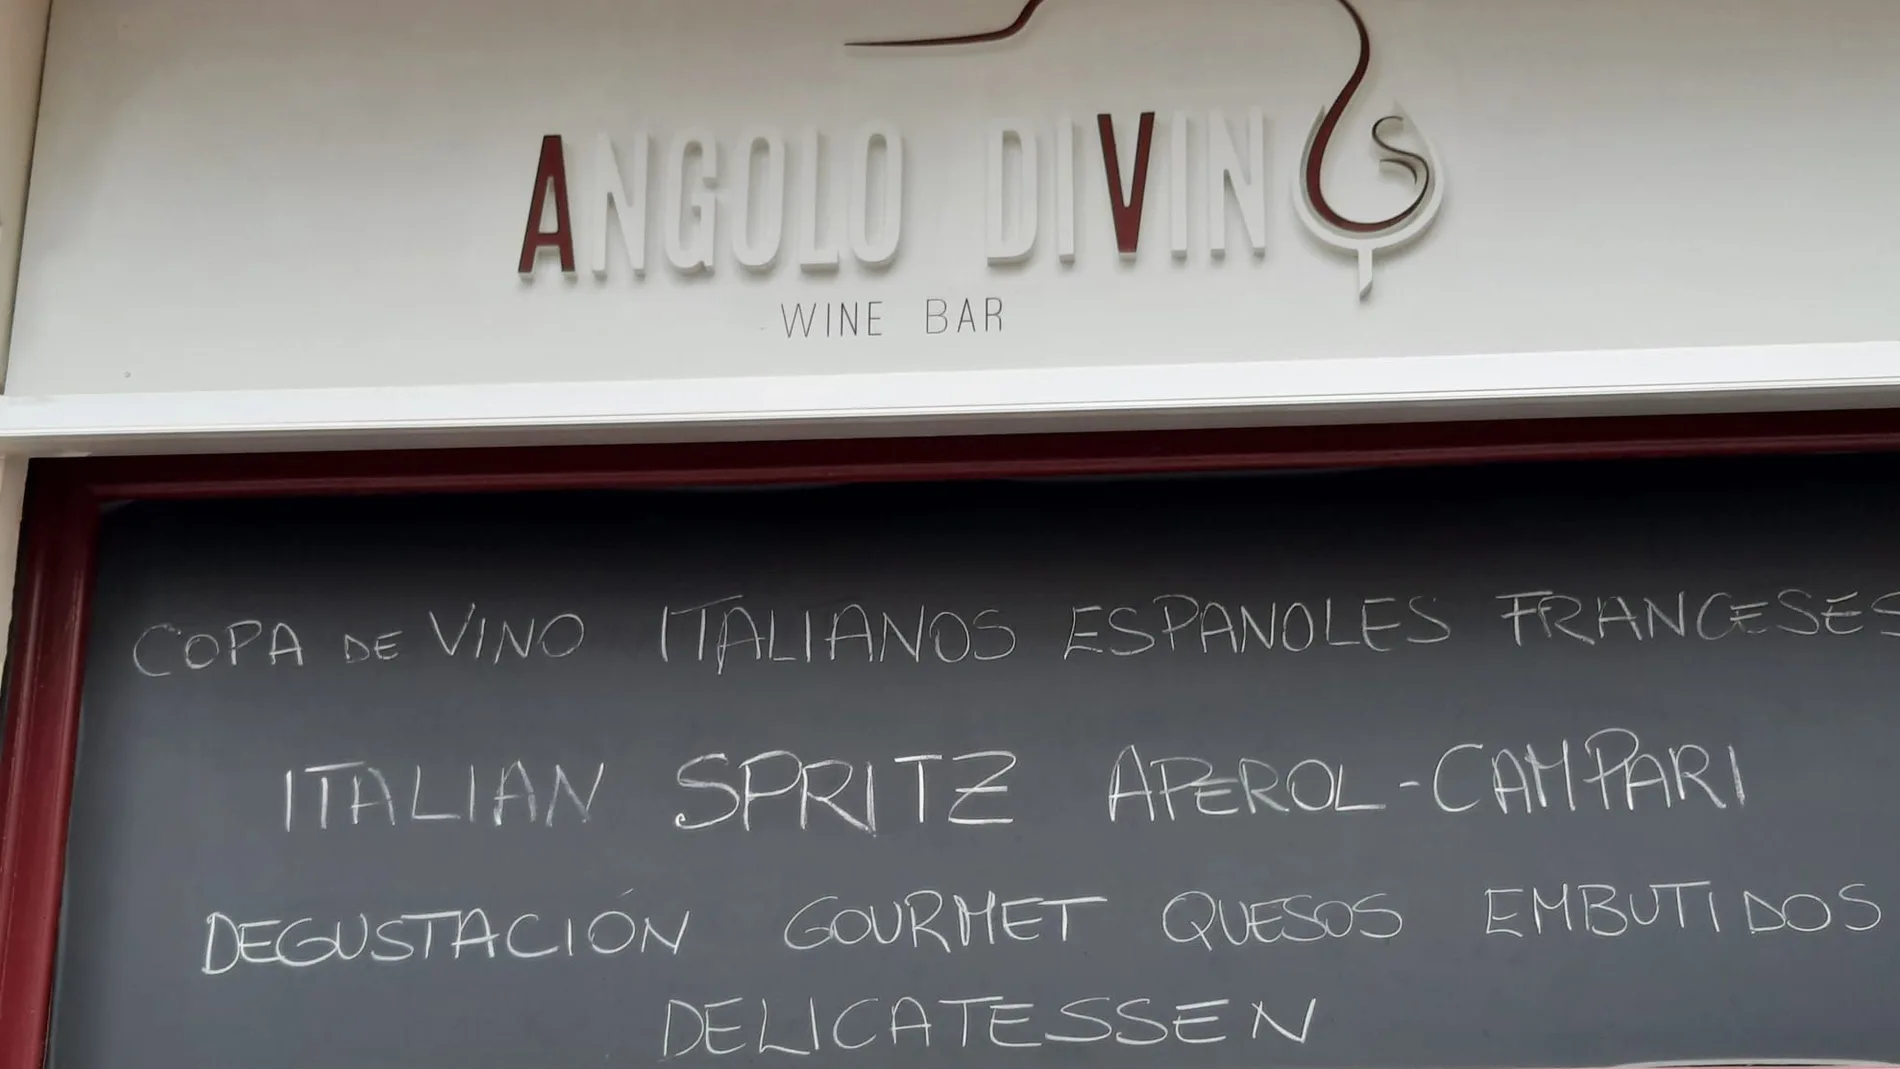 ANGOLO DIVINO
WINE BAR
COPA DE VINO ITALIANOS ESPANOLES FRANCESES
ITALIAN SPRITZ APEROL-CAMPARI
DEGUSTACIÓN GOURMET QUESOS EMBUTIDOS
DELICATESSEN